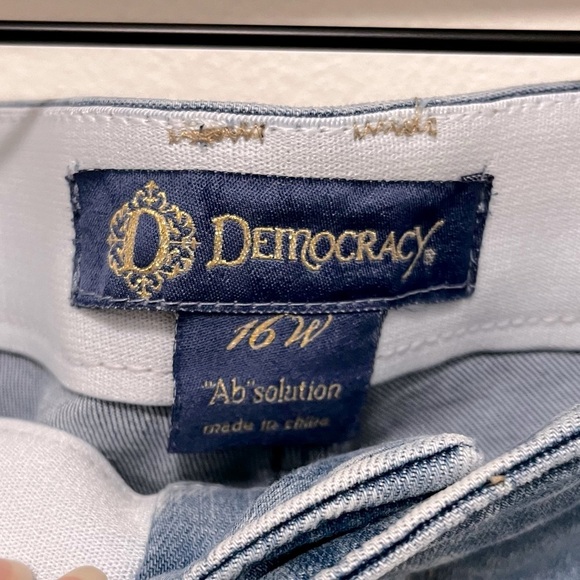 D DEMOCRACY®
16W
"Ab"solution
made in china